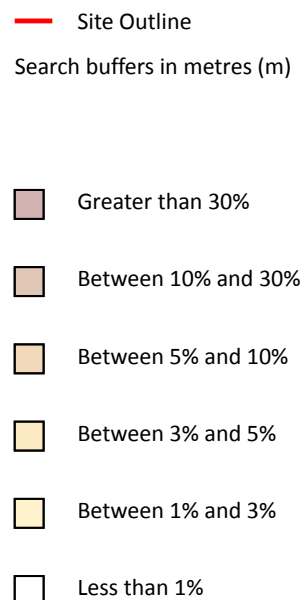 Site Outline
Search buffers in metres (m)
Greater than 30%
Between 10% and 30%
Between 5% and 10%
Between 3% and 5%
Between 1% and 3%
Less than 1%